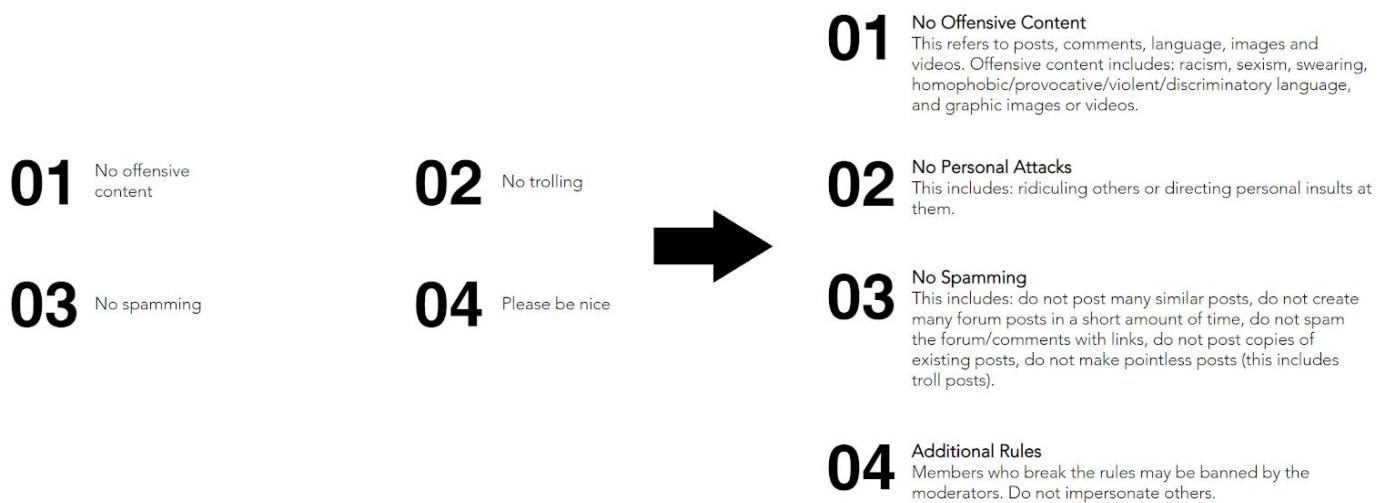 01 No offensive
content
02 No trolling
03 No spamming
04 Please be nice
01 No Offensive Content
This refers to posts, comments, language, images and
videos. Offensive content includes: racism, sexism, swearing,
homophobic/provocative/violent/discriminatory language,
and graphic images or videos.
02 No Personal Attacks
This includes: ridiculing others or directing personal insults at
them.
03 No Spamming
This includes: do not post many similar posts, do not create
many forum posts in a short amount of time, do not spam
the forum/comments with links, do not post copies of
existing posts, do not make pointless posts (this includes
troll posts).
04 Additional Rules
Members who break the rules may be banned by the
moderators. Do not impersonate others.